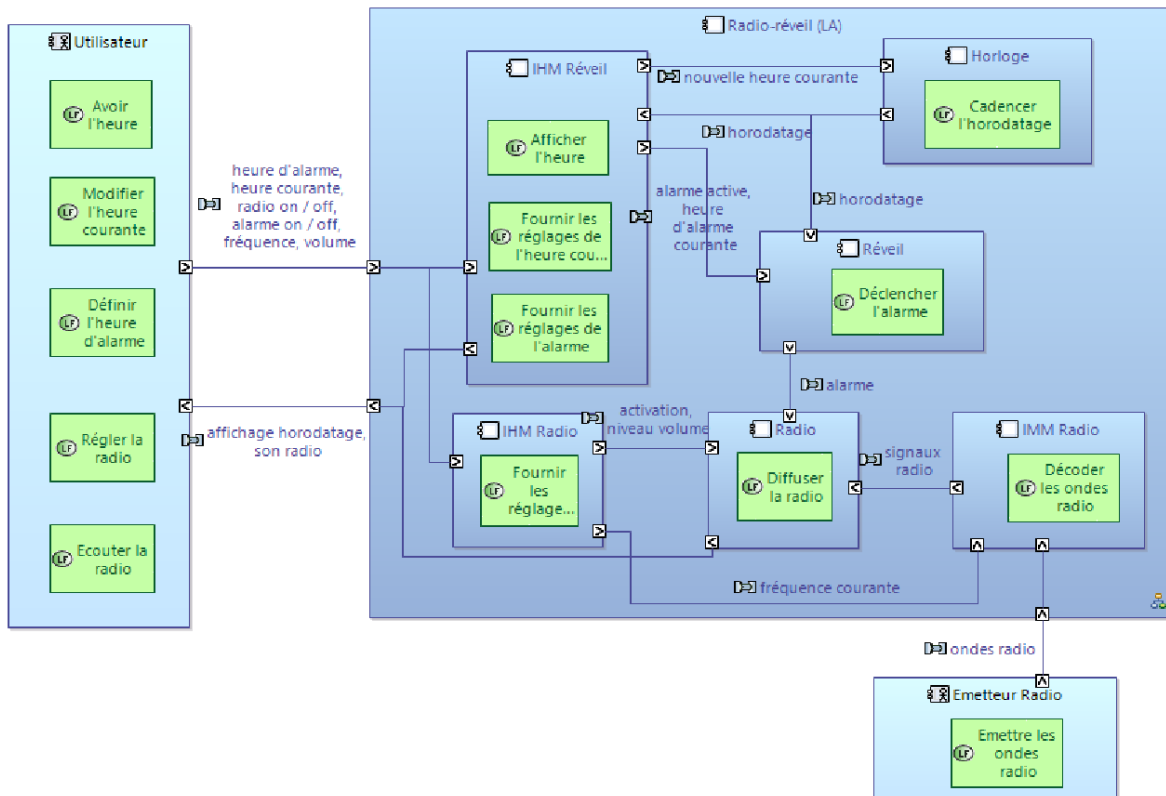 Utilisateur
Avoir
l'heure
Modifier
l'heure
courante
Définir
l'heure
d'alarme
Régler la
radio
Ecouter la
radio
heure d'alarme,
heure courante,
radio on / off,
alarme on / off,
fréquence, volume
affichage horodatage,
son radio
Radio-réveil (LA)
IHM Réveil
Afficher
l'heure
Fournir les
réglages de
l'heure cou...
Fournir les
réglages de
l'alarme
nouvelle heure courante
horodatage
alarme active,
heure
d'alarme
courante
Horloge
Cadencer
l'horodatage
horodatage
Réveil
Déclencher
l'alarme
alarme
IHM Radio
Fournir
les
réglage...
activation,
niveau volume
Radio
Diffuser
la radio
signaux
radio
IMM Radio
Décoder
les ondes
radio
fréquence courante
ondes radio
Emetteur Radio
Emettre les
ondes
radio